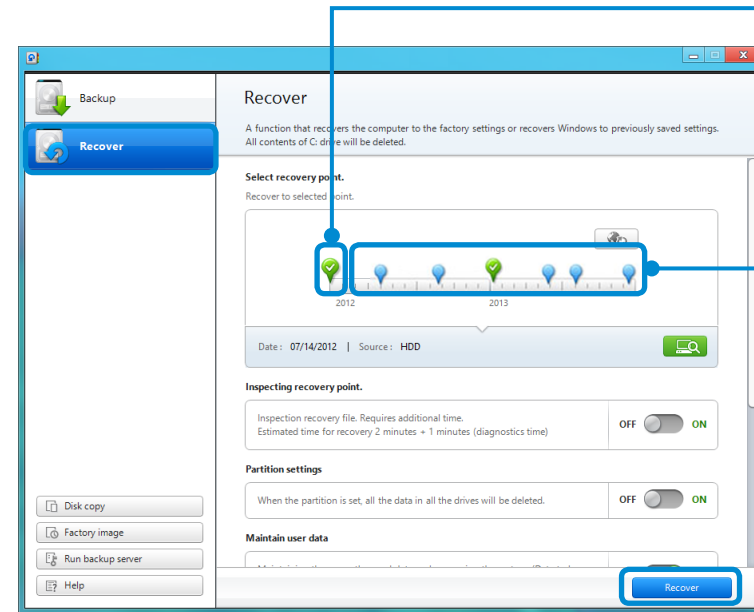 Backup
Recover
Disk copy
Factory image
Run backup server
Help
Recover
A function that recovers the computer to the factory settings or recovers Windows to previously saved settings.
All contents of C: drive will be deleted.
Select recovery point.
Recover to selected point.
2012 2013
Date : 07/14/2012 | Source : HDD
Inspecting recovery point.
Inspection recovery file. Requires additional time.
Estimated time for recovery 2 minutes + 1 minutes (diagnostics time)
OFF ON
Partition settings
When the partition is set, all the data in all the drives will be deleted.
OFF ON
Maintain user data
Recover